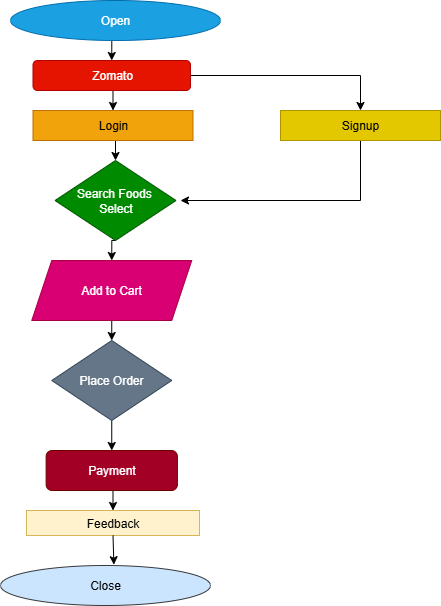 Open
Zomato
Login
Signup
Search Foods
Select
Add to Cart
Place Order
Payment
Feedback
Close